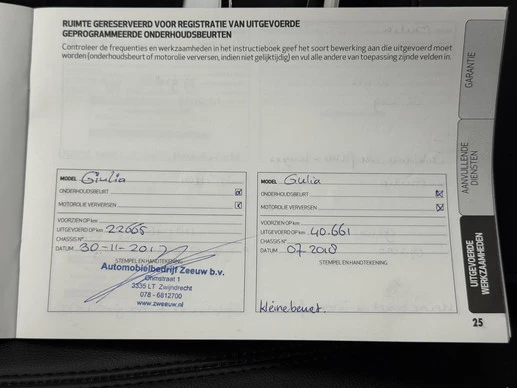 RUIMTE GERESERVEERD VOOR REGISTRATIE VAN UITGEVOERDE
GEPROGRAMMEERDE ONDERHOUDSBEURTEN
Controleer de frequenties en werkzaamheden in het instructieboek geef het soort bewerking aan die uitgevoerd moet
worden (onderhoudsbeurt of motorolie verversen, indien niet gelijktijdig) en vul alle andere van toepassing zijnde velden in.
GARANTIE
AANVULLENDE
DIENSTEN
UITGEVOERDE
WERKZAAMHEDEN
MODEL Giulia
ONDERHOUDSBEURT
MOTOROLIE VERVERSEN
VOORZIEN OP km
UITGEVOERD OP km 22665
CHASSIS N°
DATUM 30-11-2017
STEMPEL EN HANDTEKENING
Automobielbedrijf Zeeuw b.v.
Ohmstraat 1
3335 LT Zwijndrecht
078 - 6612700
www.zweeuw.nl
MODEL Gulia
ONDERHOUDSBEURT
MOTOROLIE VERVERSEN
VOORZIEN OP km
UITGEVOERD OP km 40.661
CHASSIS N°
DATUM 07 2018
STEMPEL EN HANDTEKENING
kleine beurt.
25